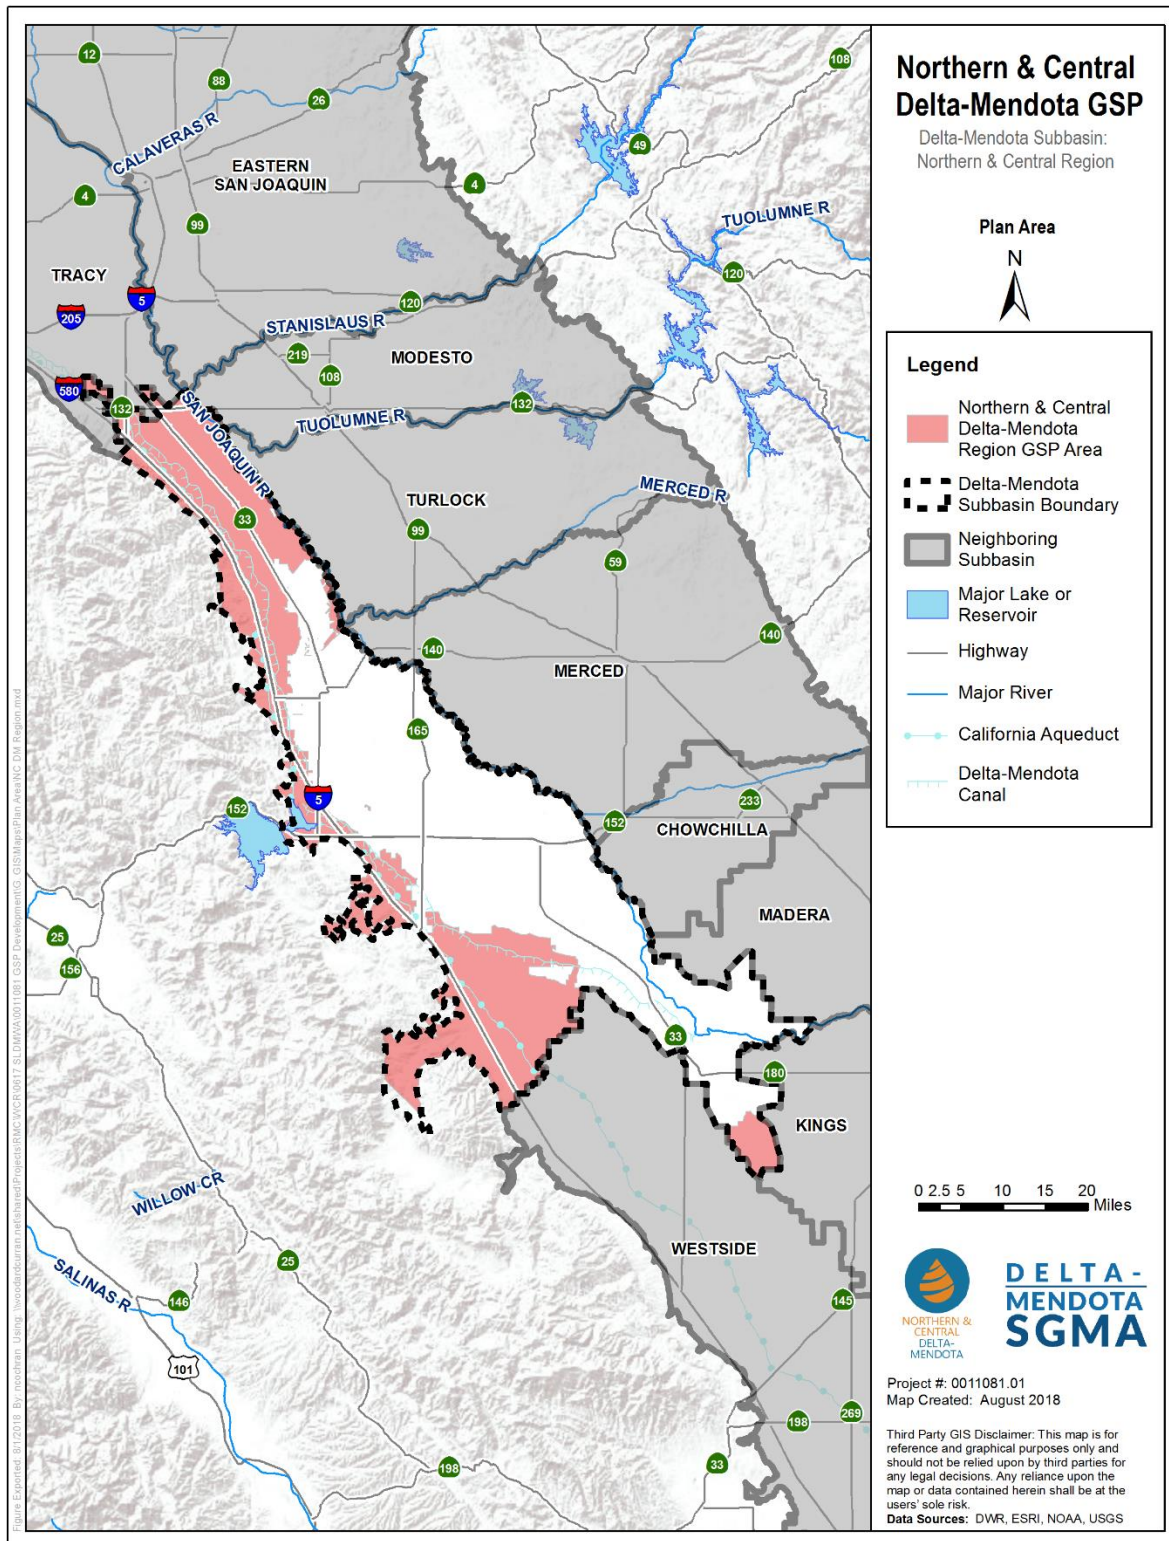 Northern & Central
Delta-Mendota GSP
Delta-Mendota Subbasin:
Northern & Central Region
Plan Area
N
Legend
Northern & Central
Delta-Mendota
Region GSP Area
Delta-Mendota
Subbasin Boundary
Neighboring
Subbasin
Major Lake or
Reservoir
Highway
Major River
California Aqueduct
Delta-Mendota
Canal
0 2.5 5 10 15 20
Miles
NORTHERN &
CENTRAL
DELTA-
MENDOTA
DELTA-
MENDOTA
SGMA
Project #: 0011081.01
Map Created: August 2018
Third Party GIS Disclaimer: This map is for
reference and graphical purposes only and
should not be relied upon by third parties for
any legal decisions. Any reliance upon the
map or data contained herein shall be at the
users' sole risk.
Data Sources: DWR, ESRI, NOAA, USGS
12
88
26
108
CALAVERAS R
49
EASTERN
SAN JOAQUIN
4
4
99
TUOLUMNE R
TRACY
120
5
205
120
STANISLAUS R
219
MODESTO
108
580
132
132
SAN JOAQUIN R
TUOLUMNE R
MERCED R
TURLOCK
33
99
59
140
140
MERCED
165
5
152
233
152
CHOWCHILLA
MADERA
25
156
33
180
KINGS
WILLOW CR
WESTSIDE
25
SALINAS R
146
145
101
269
198
33
198